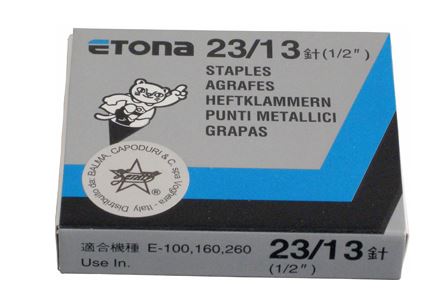 ETONA 23/13 針 (1/2")
STAPLES
AGRAFES
HEFTKLAMMERN
PUNTI METALLICI
GRAPAS
Distribuito da: BALMA, CAPODURI & C. spa Voghera - Italy
適合機種 E-100,160,260 23/13 針
Use In. (1/2")